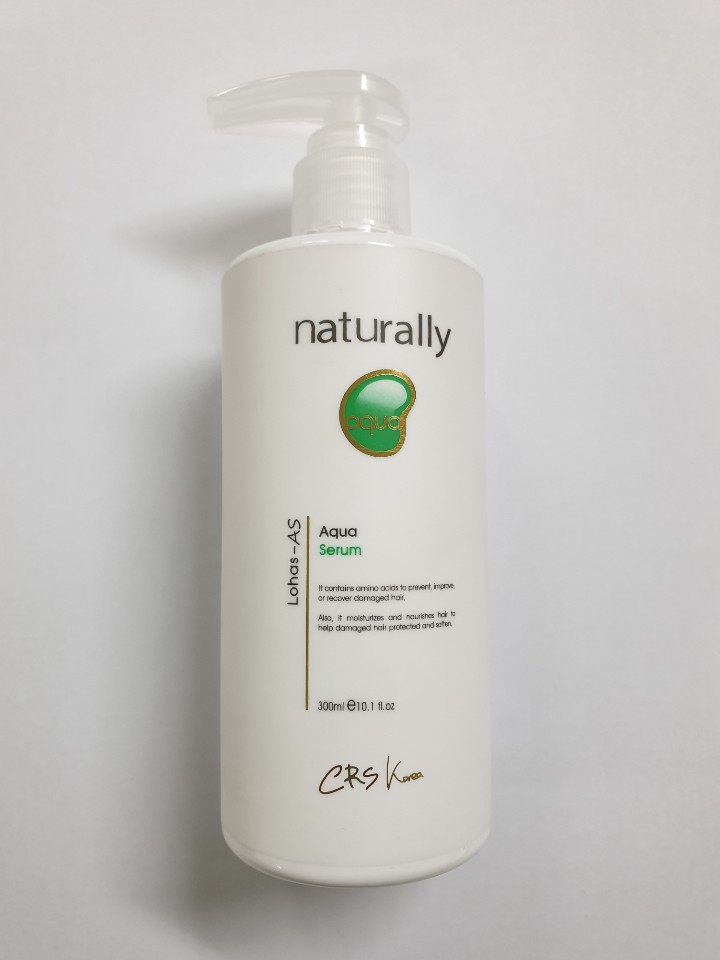 naturally
aqua
Lohas-AS
Aqua
Serum
It contains amino acids to prevent, improve,
or recover damaged hair.
Also, it moisturizes and nourishes hair to
help damaged hair protected and soften.
300ml e10.1 fl.oz
CRS Korea